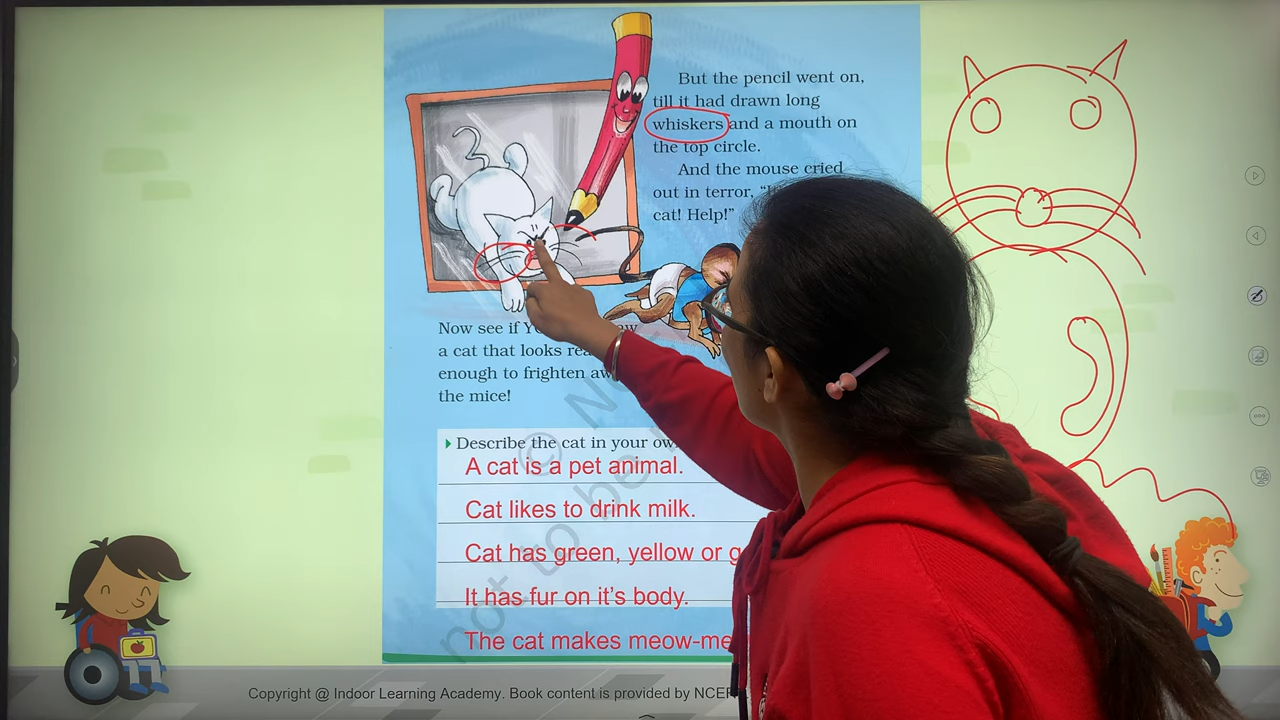 But the pencil went on,
till it had drawn long
whiskers and a mouth on
the top circle.
And the mouse cried
out in terror,
cat! Help!"
Now see if
a cat that looks
enough to frighten
the mice!
Describe the cat in your
A cat is a pet animal.
Cat likes to drink milk.
Cat has green, yellow or
It has fur on it's body.
The cat makes
not to be
Copyright @ Indoor Learning Academy. Book content is provided by